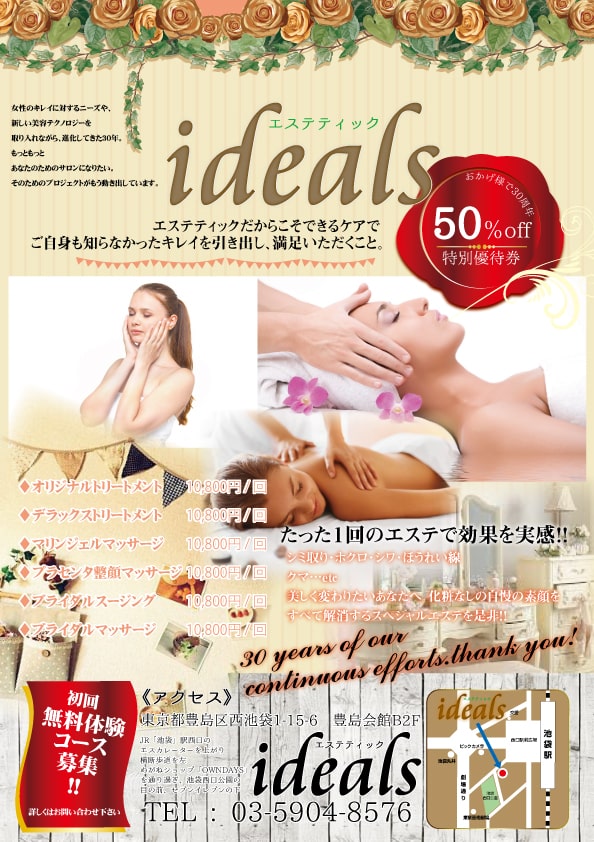 女性のキレイに対するニーズや、
新しい美容テクノロジーを
取り入れながら、進化してきた30年。
もっともっと
あなたのためのサロンになりたい。
そのためのプロジェクトがもう動き出しています。
エステティック
ideals
おかげ様で30周年
50%off
特別優待券
エステティックだからこそできるケアで
ご自身も知らなかったキレイを引き出し、満足いただくこと。
◆オリジナルトリートメント 10,800円/回
◆デラックストリートメント 10,800円/回
◆マリンジェルマッサージ 10,800円/回
◆プラセンタ整顔マッサージ 10,800円/回
◆ブライダルスージング 10,800円/回
◆ブライダルマッサージ 10,800円/回
たった1回のエステで効果を実感!!
シミ取り・ホクロ・シワ・ほうれい線
クマ…etc
美しく変わりたいあなたへ 化粧なしの自慢の素顔を
すべて解消するスペシャルエステを是非!!
30 years of our
continuous efforts.thank you!
初回
無料体験
コース
募集
!!
詳しくはお問い合わせ下さい
《アクセス》
東京都豊島区西池袋1-15-6 豊島会館B2F
JR「池袋」駅西口の
エスカレーターを上がり
横断歩道を左
めがねショップ「OWNDAYS
を通り過ぎ、池袋西口公園の
目の前、セブンイレブンの下
エステティック
ideals
TEL : 03-5904-8576
ideals
交番
池袋駅
西口駅前広場
ビックカメラ
劇場通り